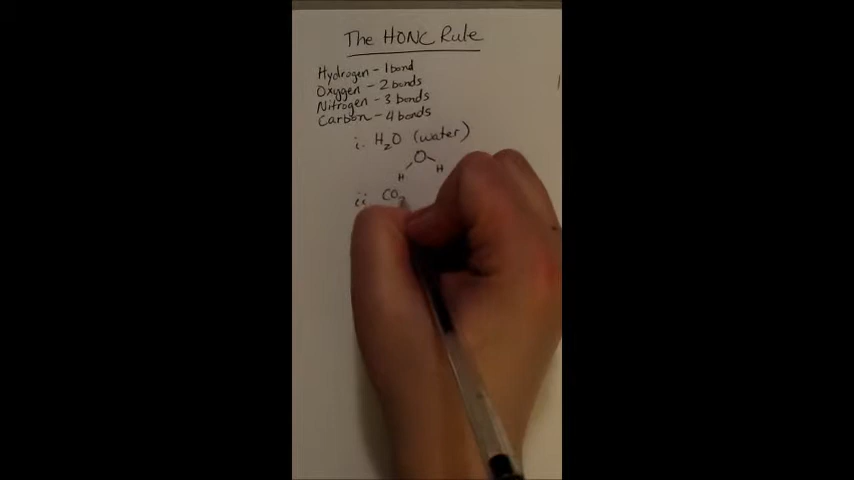 The HONC Rule
Hydrogen - 1 bond
Oxygen - 2 bonds
Nitrogen - 3 bonds
Carbon - 4 bonds
i. H₂O (water)
O
H H
ii. CO₂